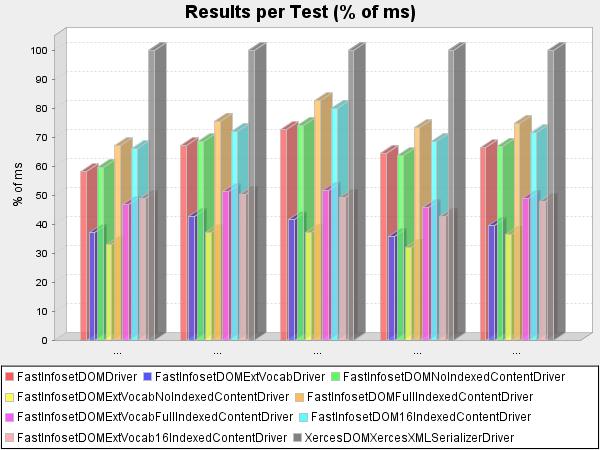 Results per Test (% of ms)
100
90
80
70
60
50
40
30
20
10
0
% of ms
... ... ... ... ...
FastInfosetDOMDriver FastInfosetDOMExtVocabDriver FastInfosetDOMNoIndexedContentDriver
FastInfosetDOMExtVocabNoIndexedContentDriver FastInfosetDOMFullIndexedContentDriver
FastInfosetDOMExtVocabFullIndexedContentDriver FastInfosetDOM16IndexedContentDriver
FastInfosetDOMExtVocab16IndexedContentDriver XercesDOMXercesXMLSerializerDriver